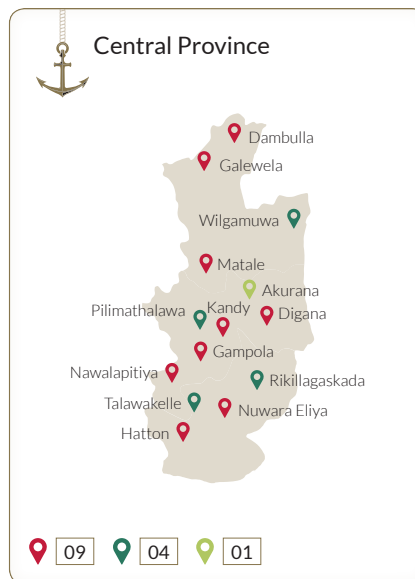 Central Province
Dambulla
Galewela
Wilgamuwa
Matale
Akurana
Pilimathalawa
Kandy
Digana
Gampola
Nawalapitiya
Rikillagaskada
Talawakelle
Nuwara Eliya
Hatton
09 04 01